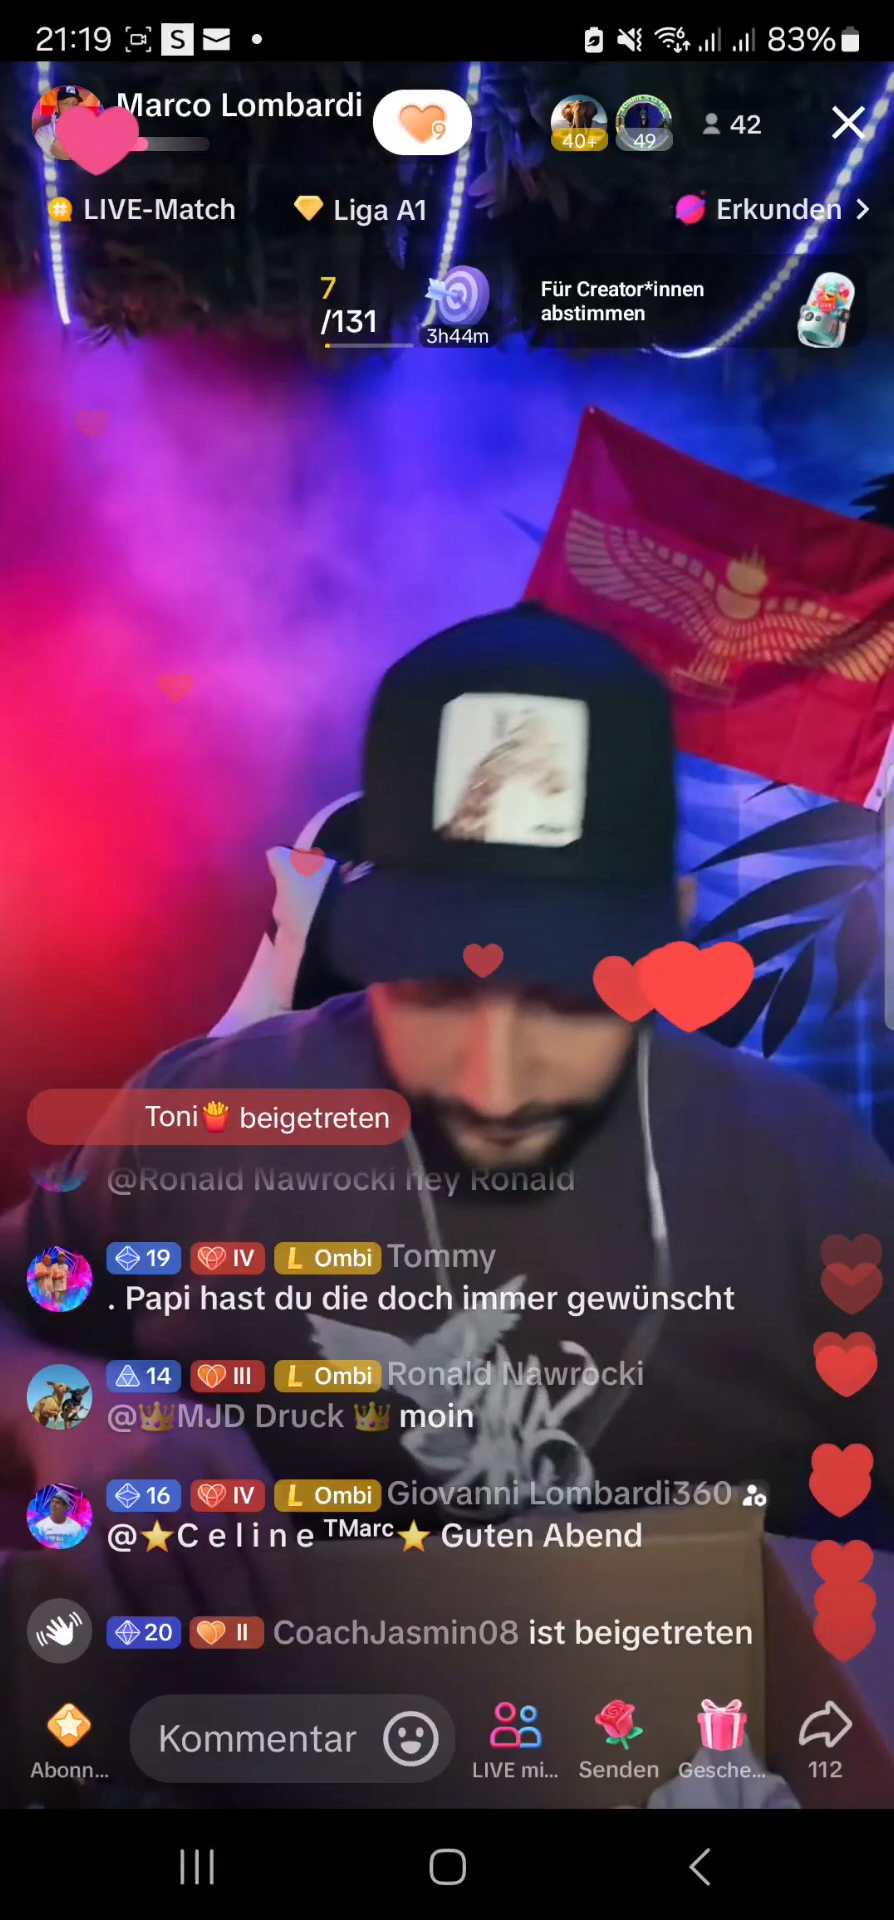 21:19
S
83%
Marco Lombardi
40+
49
42
LIVE-Match
Liga A1
Erkunden
7
/131
3h44m
Für Creator*innen
abstimmen
Toni🍟 beigetreten
@Ronald Nawrocki hey Ronald
19 IV L Ombi Tommy
. Papi hast du die doch immer gewünscht
14 III L Ombi Ronald Nawrocki
@👑MJD Druck 👑 moin
16 IV L Ombi Giovanni Lombardi360
@⭐C e l i n e ᵀᴹᵃʳᶜ⭐ Guten Abend
20 II CoachJasmin08 ist beigetreten
Kommentar
Abonn...
LIVE mi...
Senden
Gesche...
112